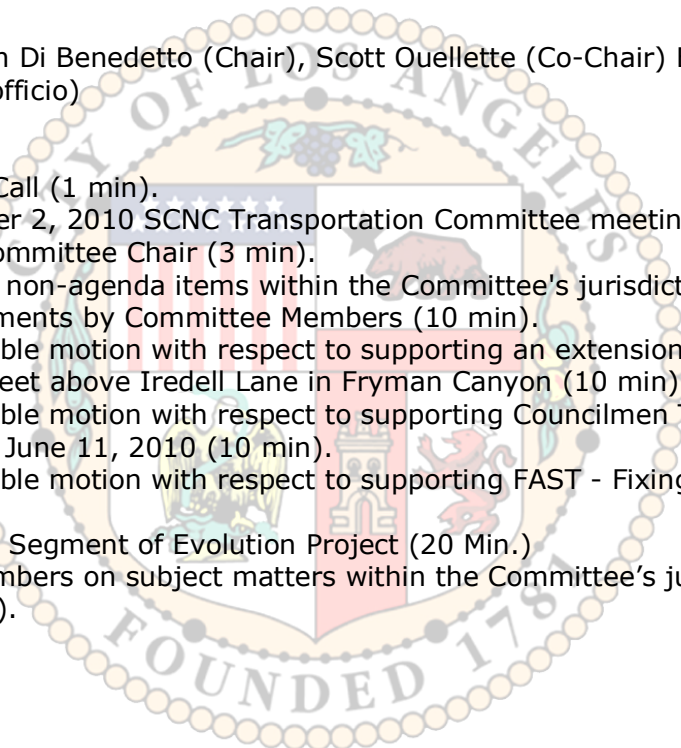 n Di Benedetto (Chair), Scott Ouellette (Co-Chair)
officio)
Call (1 min).
er 2, 2010 SCNC Transportation Committee meeting
ommittee Chair (3 min).
non-agenda items within the Committee's jurisdict
ments by Committee Members (10 min).
ble motion with respect to supporting an extension
eet above Iredell Lane in Fryman Canyon (10 min)
ble motion with respect to supporting Councilmen
June 11, 2010 (10 min).
ble motion with respect to supporting FAST - Fixing
Segment of Evolution Project (20 Min.)
mbers on subject matters within the Committee’s ju
).
CITY OF LOS ANGELES
FOUNDED 1781